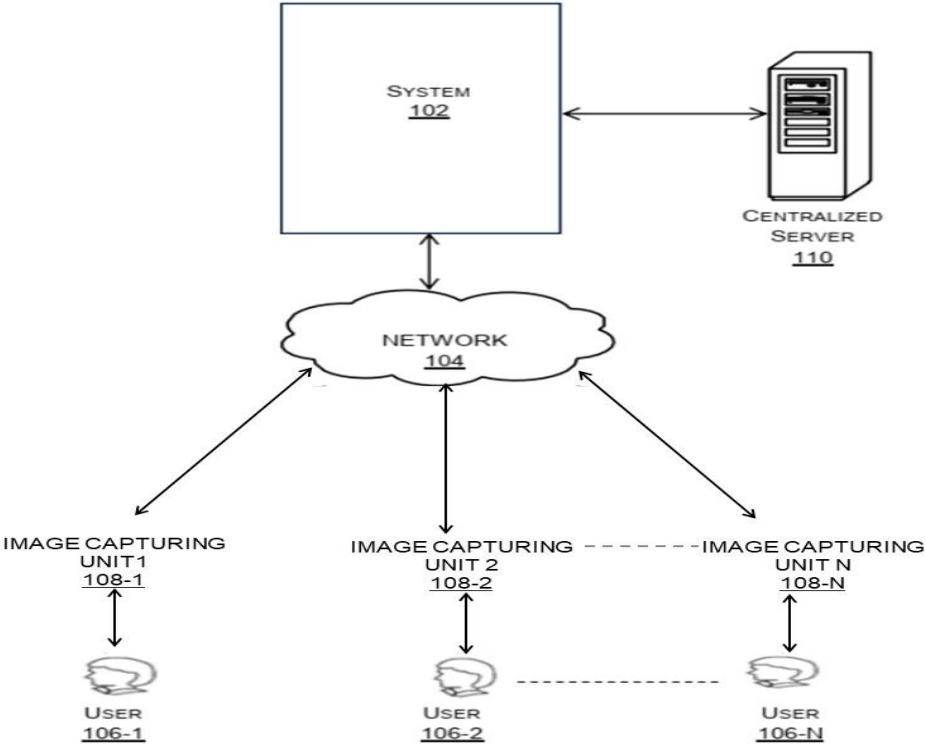 SYSTEM
102
CENTRALIZED
SERVER
110
NETWORK
104
IMAGE CAPTURING
UNIT1
108-1
IMAGE CAPTURING
UNIT 2
108-2
IMAGE CAPTURING
UNIT N
108-N
USER
106-1
USER
106-2
USER
106-N